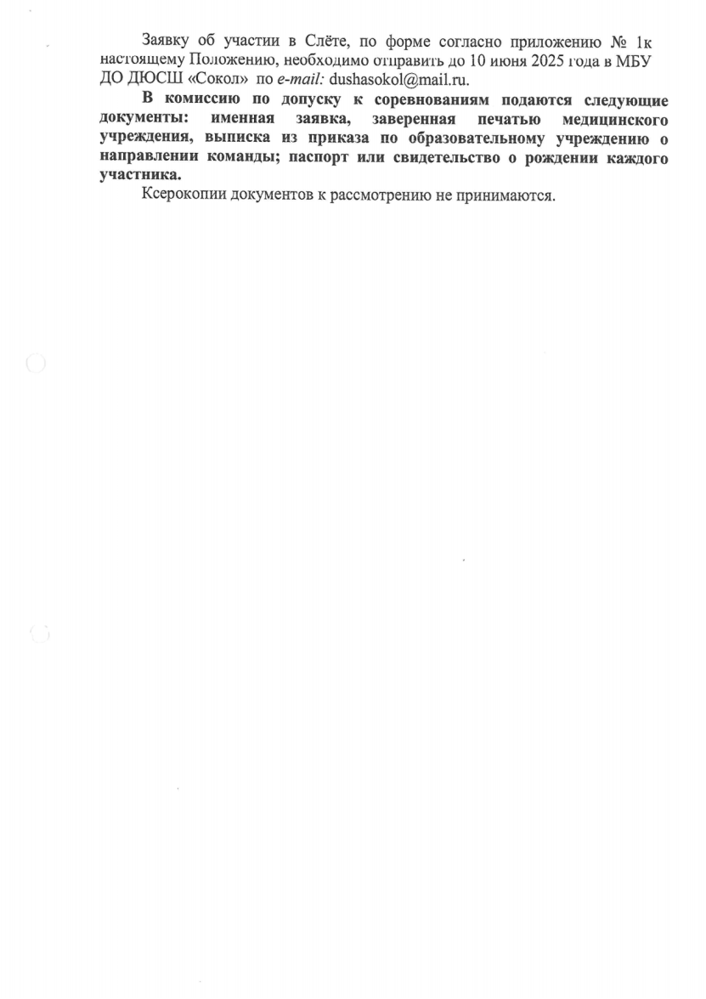 Заявку об участии в Слёте, по форме согласно приложению № 1к
настоящему Положению, необходимо отправить до 10 июня 2025 года в МБУ
ДО ДЮСШ «Сокол» по e-mail: dushasokol@mail.ru.
В комиссию по допуску к соревнованиям подаются следующие
документы: именная заявка, заверенная печатью медицинского
учреждения, выписка из приказа по образовательному учреждению о
направлении команды; паспорт или свидетельство о рождении каждого
участника.
Ксерокопии документов к рассмотрению не принимаются.